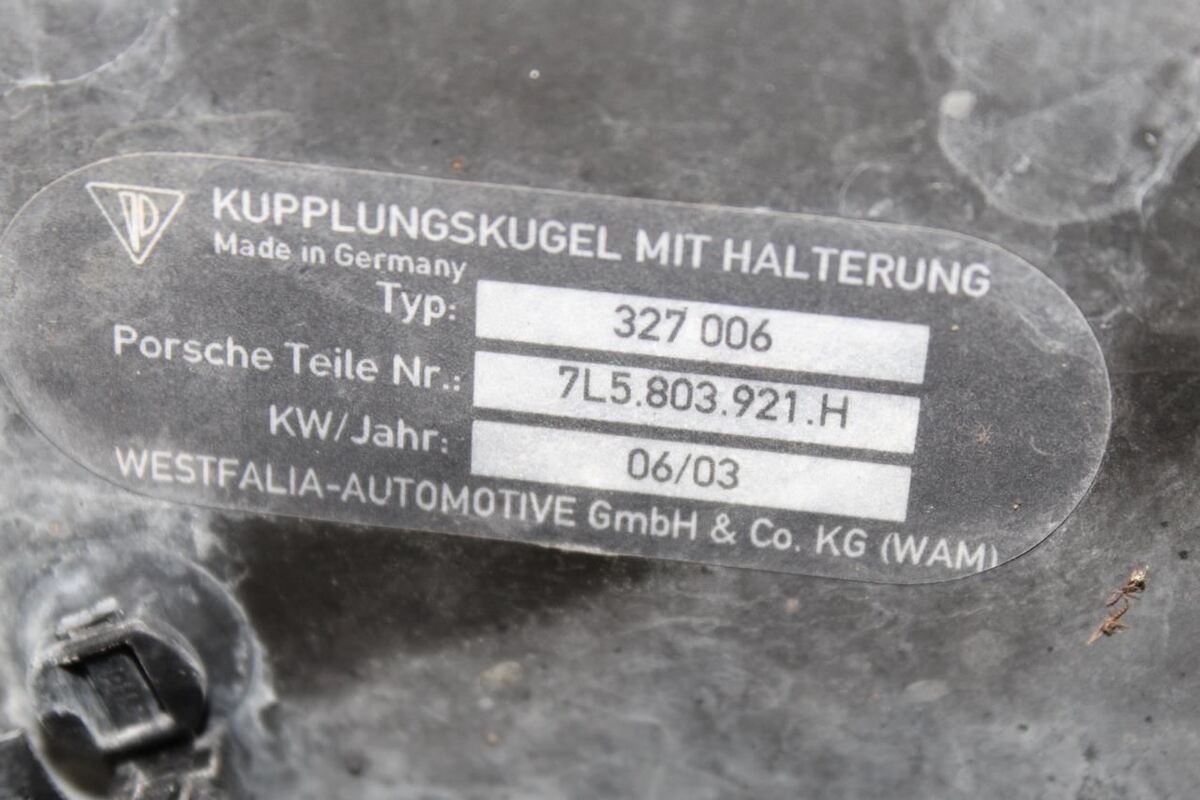 KUPPLUNGSKUGEL MIT HALTERUNG
Made in Germany
Typ: 327 006
Porsche Teile Nr.: 7L5.803.921.H
KW/Jahr: 06/03
WESTFALIA-AUTOMOTIVE GmbH & Co. KG (WAM)